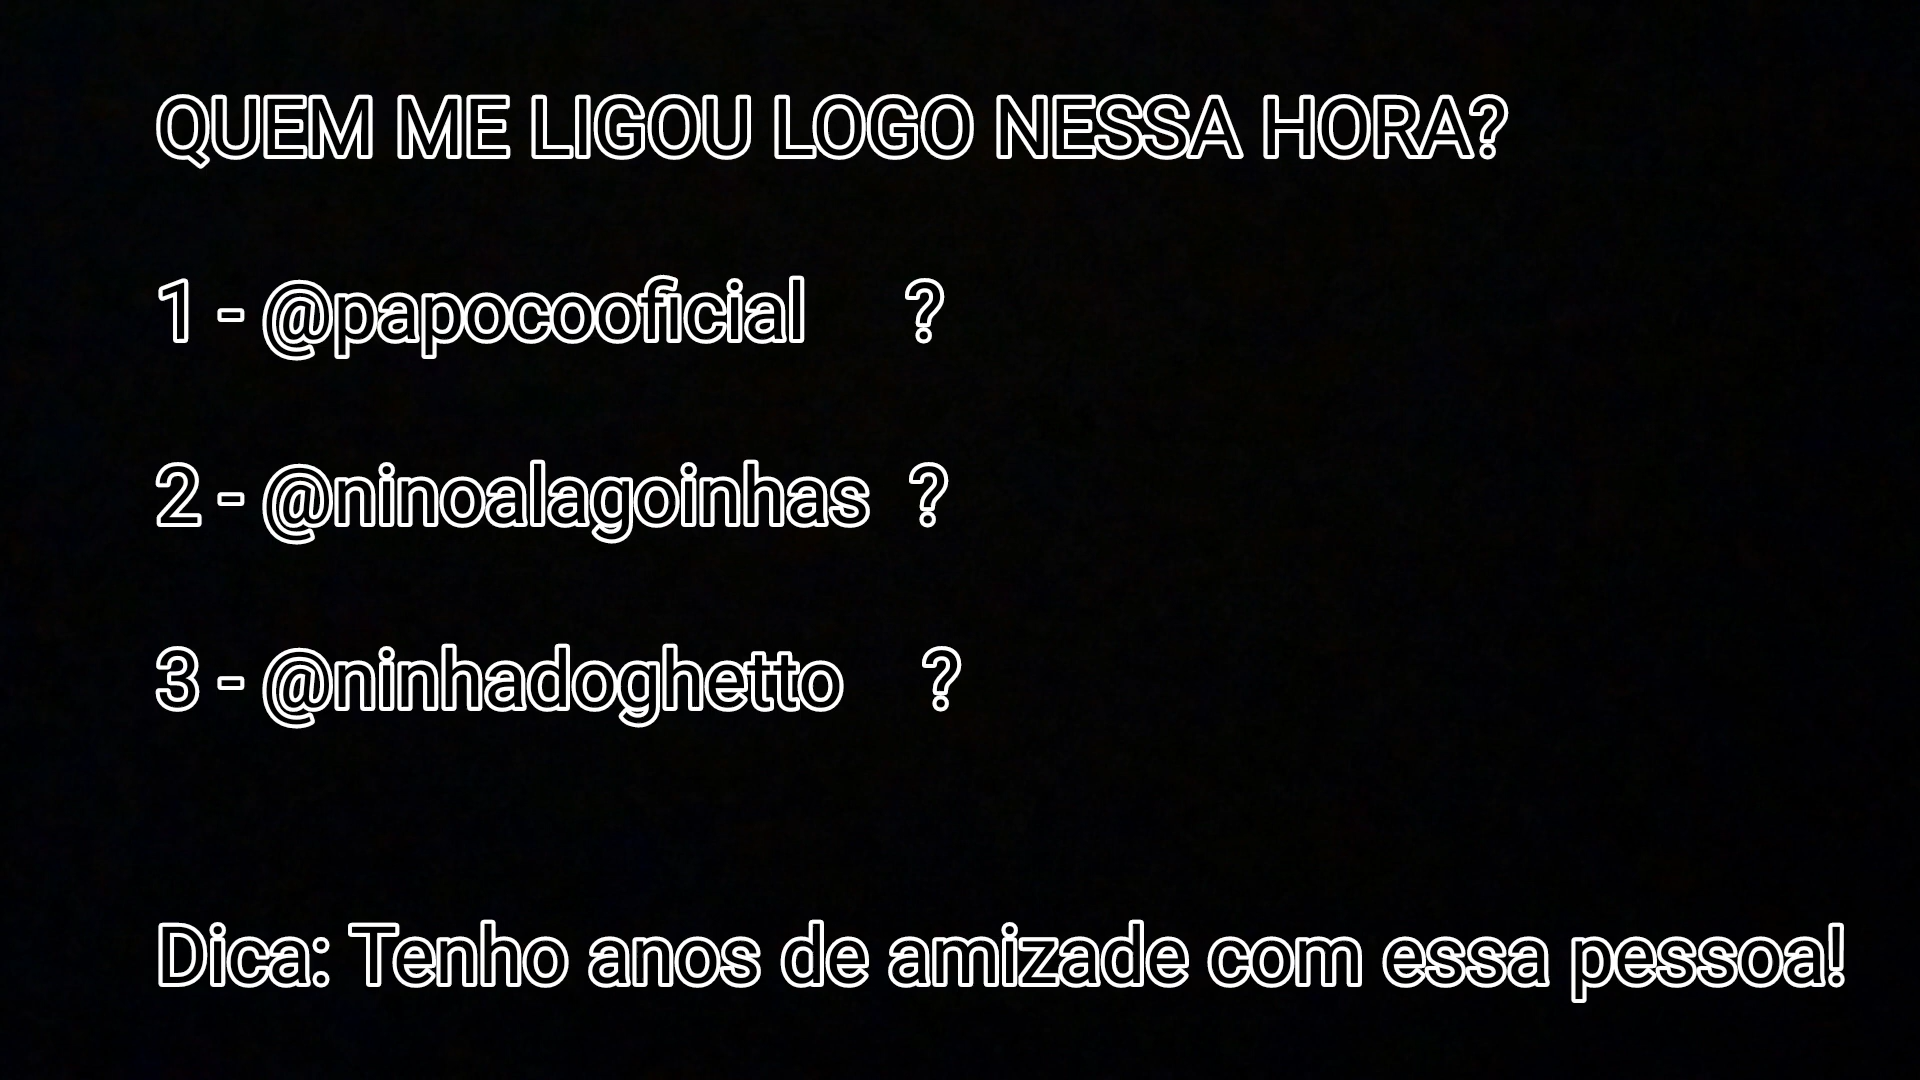 QUEM ME LIGOU LOGO NESSA HORA?
1 - @papocooficial ?
2 - @ninoalagoinhas ?
3 - @ninhadoghetto ?
Dica: Tenho anos de amizade com essa pessoa!